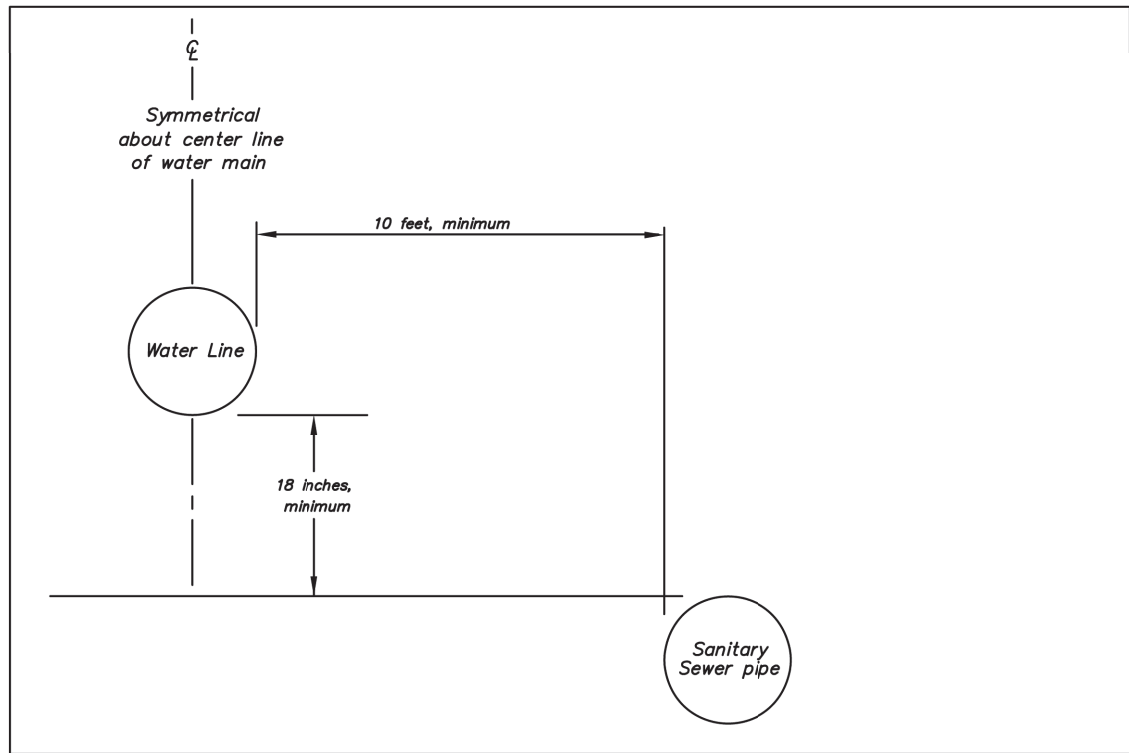 ℄
Symmetrical
about center line
of water main
10 feet, minimum
Water Line
18 inches,
minimum
Sanitary
Sewer pipe